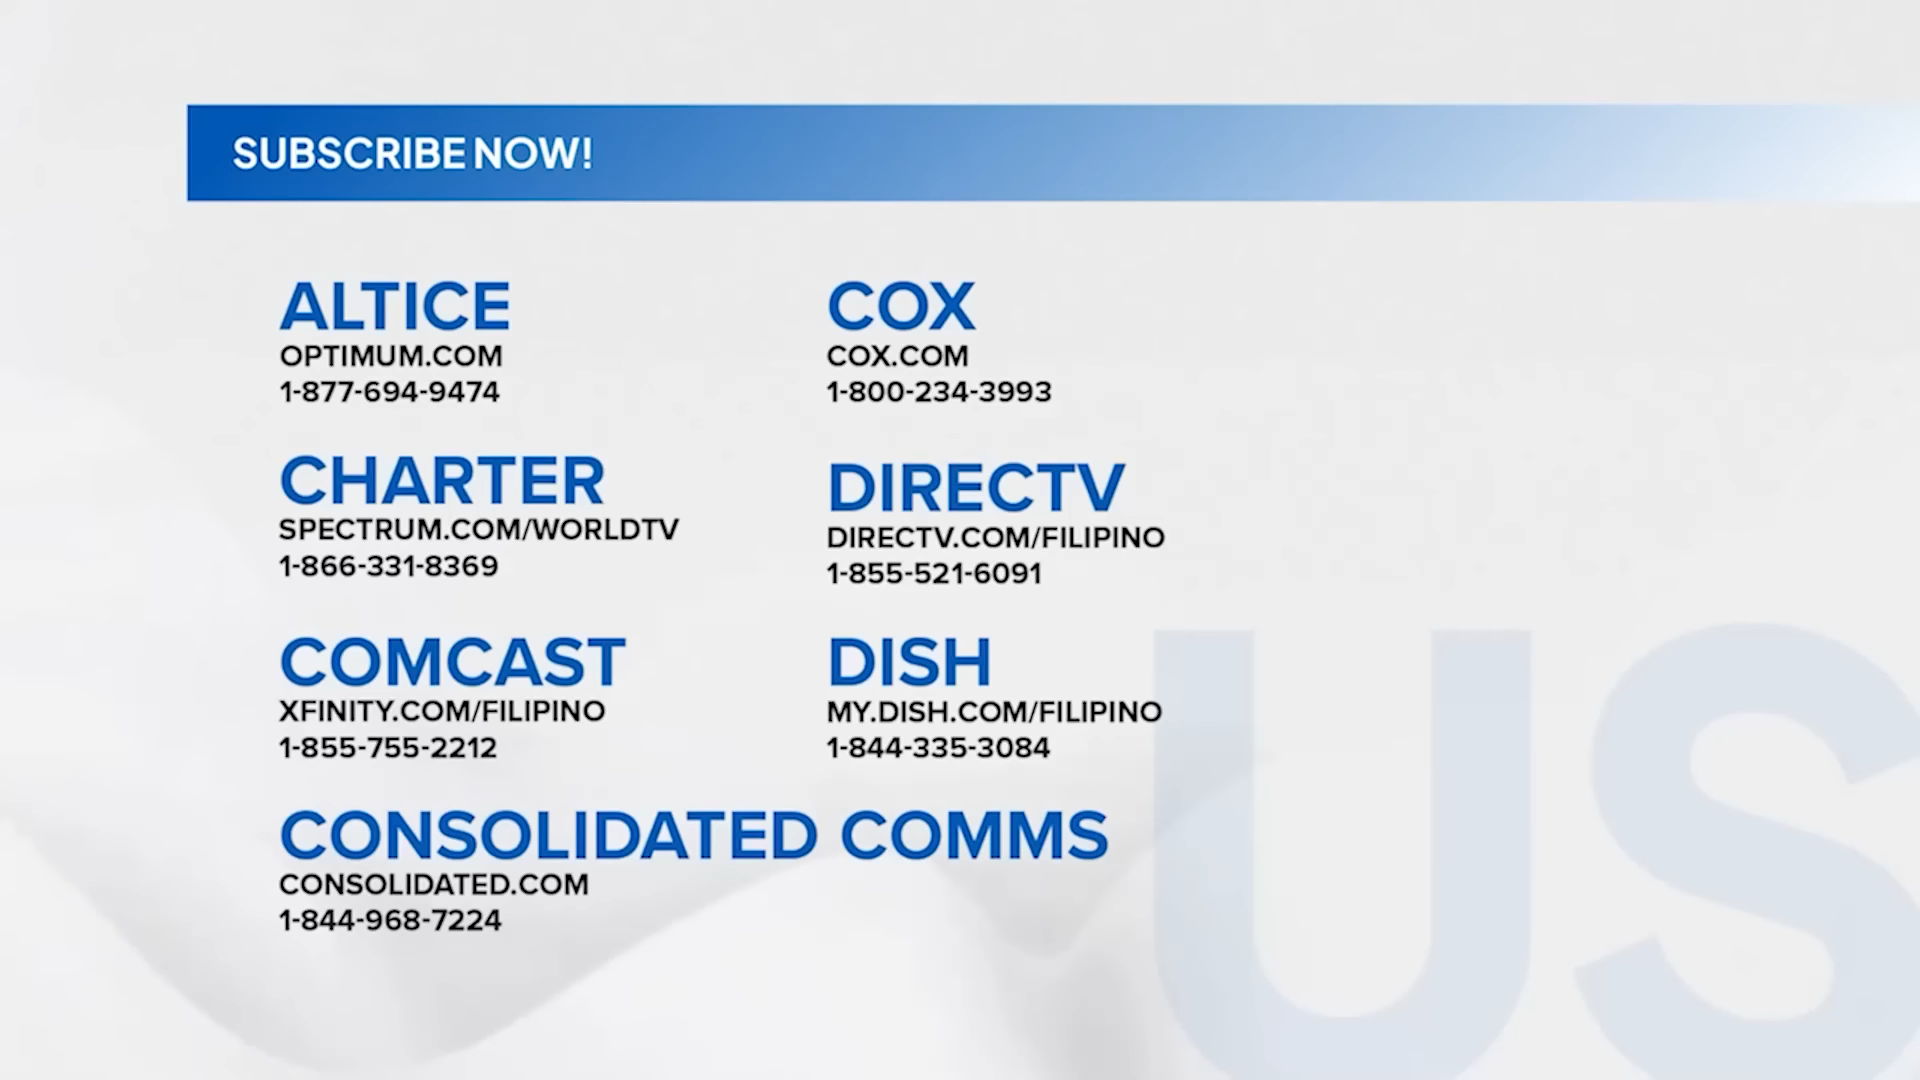 SUBSCRIBE NOW!
ALTICE
OPTIMUM.COM
1-877-694-9474
CHARTER
SPECTRUM.COM/WORLDTV
1-866-331-8369
COMCAST
XFINITY.COM/FILIPINO
1-855-755-2212
CONSOLIDATED COMMS
CONSOLIDATED.COM
1-844-968-7224
COX
COX.COM
1-800-234-3993
DIRECTV
DIRECTV.COM/FILIPINO
1-855-521-6091
DISH
MY.DISH.COM/FILIPINO
1-844-335-3084
US